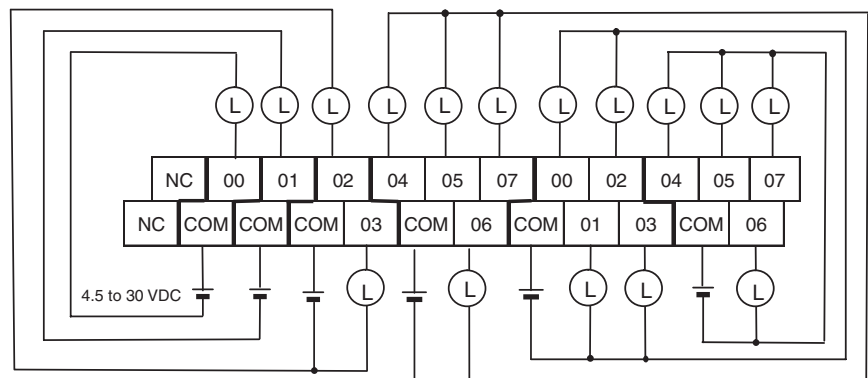 L L L L L L L L L L L
NC 00 01 02 04 05 07 00 02 04 05 07
NC COM COM COM 03 COM 06 COM 01 03 COM 06
4.5 to 30 VDC L L L L L